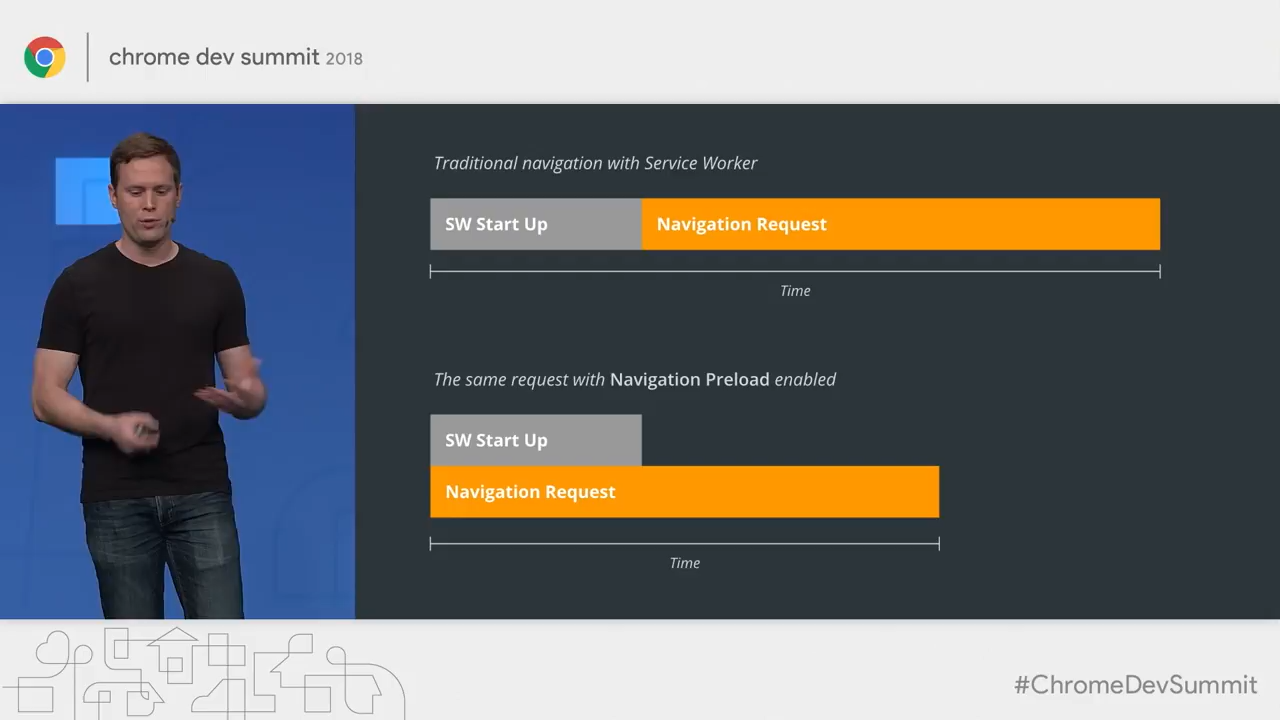 chrome dev summit 2018
Traditional navigation with Service Worker
SW Start Up
Navigation Request
Time
The same request with Navigation Preload enabled
SW Start Up
Navigation Request
Time
#ChromeDevSummit